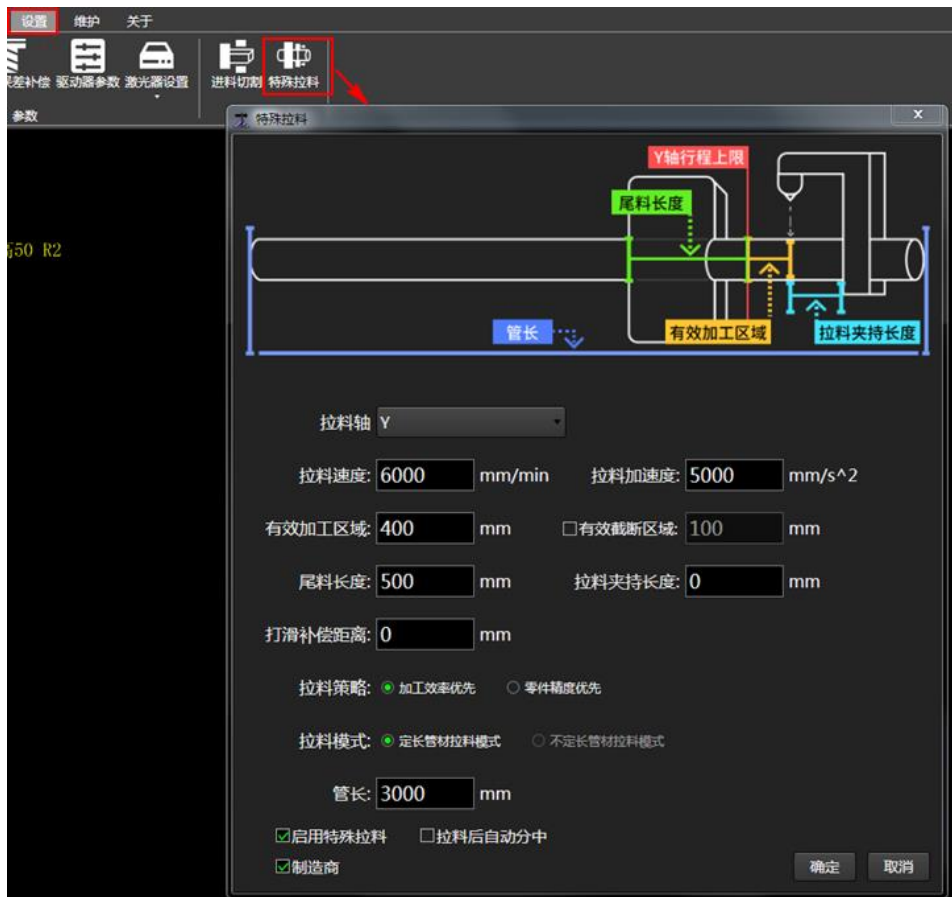 设置 维护 关于
差补偿 驱动器参数 激光器设置 进料切割 特殊拉料
参数
特殊拉料 x
50 R2
Y轴行程上限
尾料长度
管长 有效加工区域 拉料夹持长度
拉料轴 Y
拉料速度: 6000 mm/min 拉料加速度: 5000 mm/s^2
有效加工区域: 400 mm 有效截断区域: 100 mm
尾料长度: 500 mm 拉料夹持长度: 0 mm
打滑补偿距离: 0 mm
拉料策略: 加工效率优先 零件精度优先
拉料模式: 定长管材拉料模式 不定长管材拉料模式
管长: 3000 mm
启用特殊拉料 拉料后自动分中
制造商 确定 取消